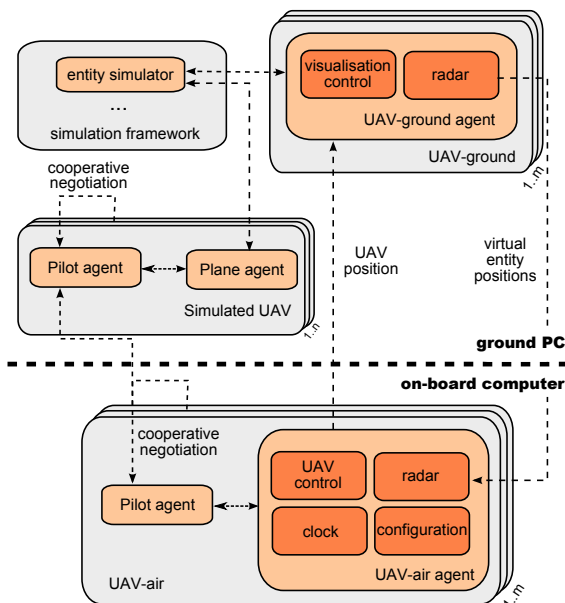 entity simulator
...
simulation framework
visualisation
control
radar
UAV-ground agent
UAV-ground
1..m
cooperative
negotiation
Pilot agent
Plane agent
Simulated UAV
1..n
UAV
position
virtual
entity
positions
ground PC
on-board computer
cooperative
negotiation
Pilot agent
UAV
control
radar
clock
configuration
UAV-air agent
UAV-air
1..m